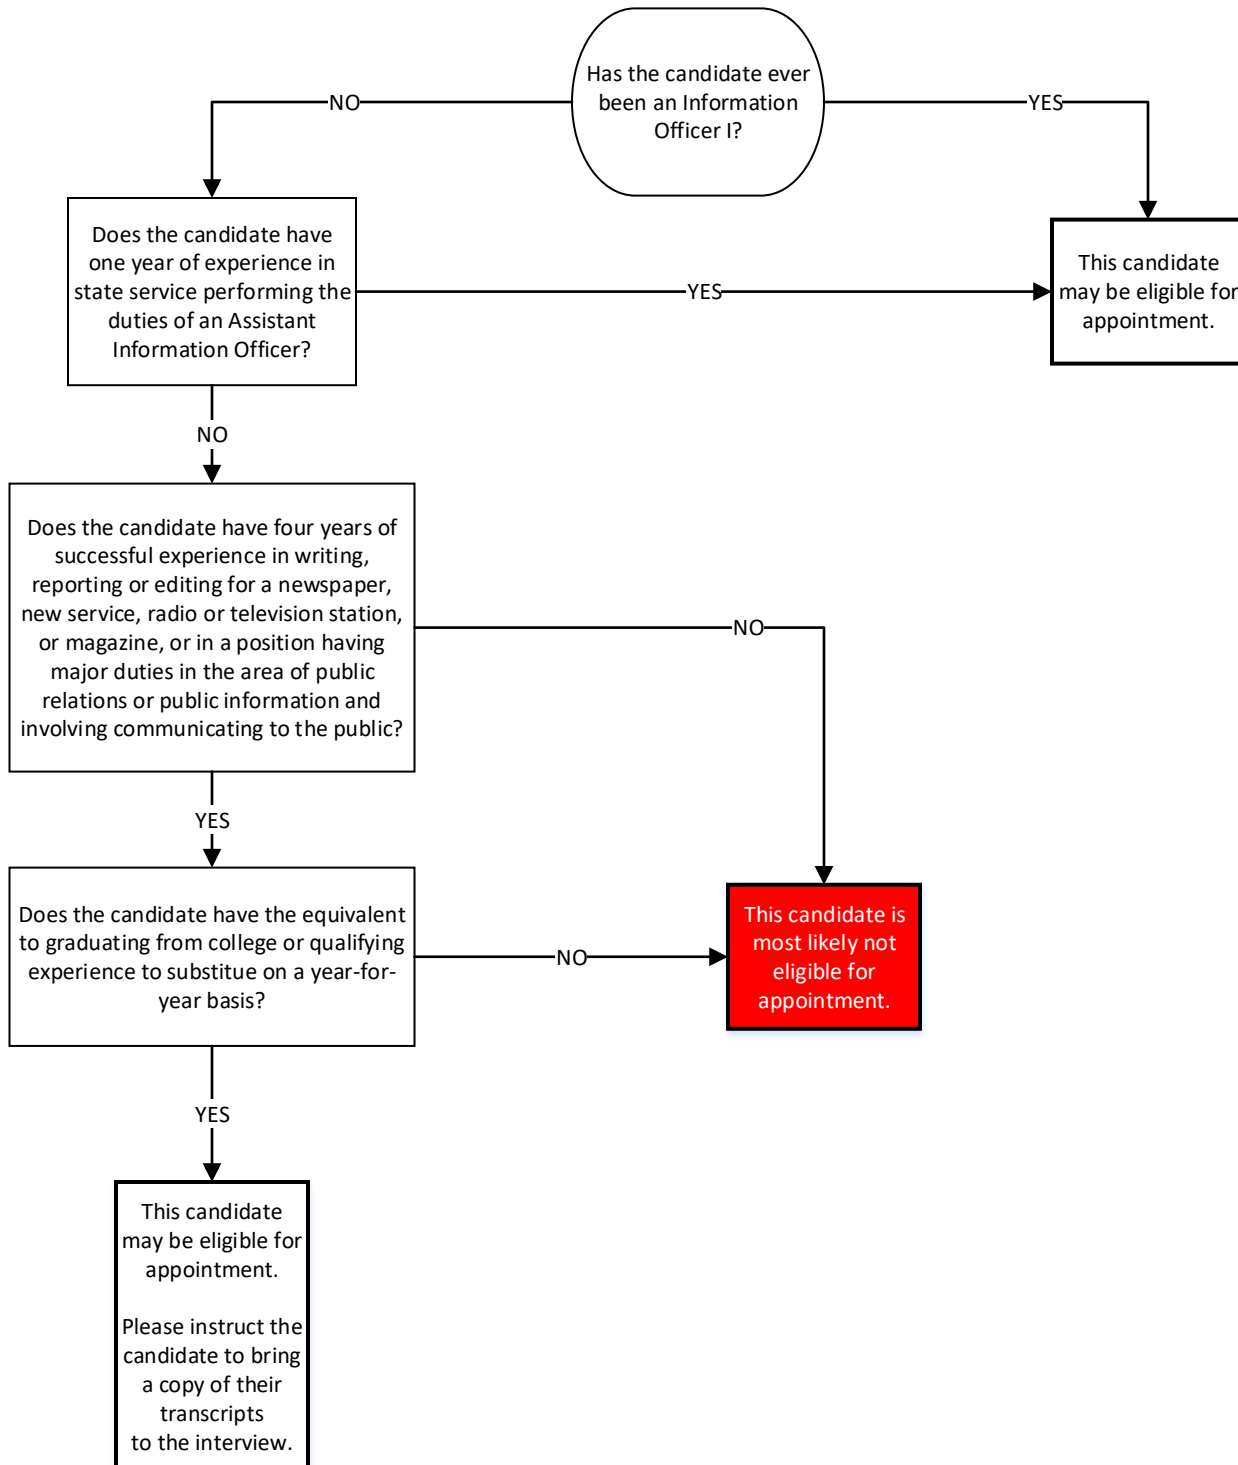 Has the candidate ever
been an Information
Officer I?
NO
YES
Does the candidate have
one year of experience in
state service performing the
duties of an Assistant
Information Officer?
YES
This candidate
may be eligible for
appointment.
NO
Does the candidate have four years of
successful experience in writing,
reporting or editing for a newspaper,
new service, radio or television station,
or magazine, or in a position having
major duties in the area of public
relations or public information and
involving communicating to the public?
NO
YES
Does the candidate have the equivalent
to graduating from college or qualifying
experience to substitue on a year-for-
year basis?
NO
This candidate is
most likely not
eligible for
appointment.
YES
This candidate
may be eligible for
appointment.
Please instruct the
candidate to bring
a copy of their
transcripts
to the interview.